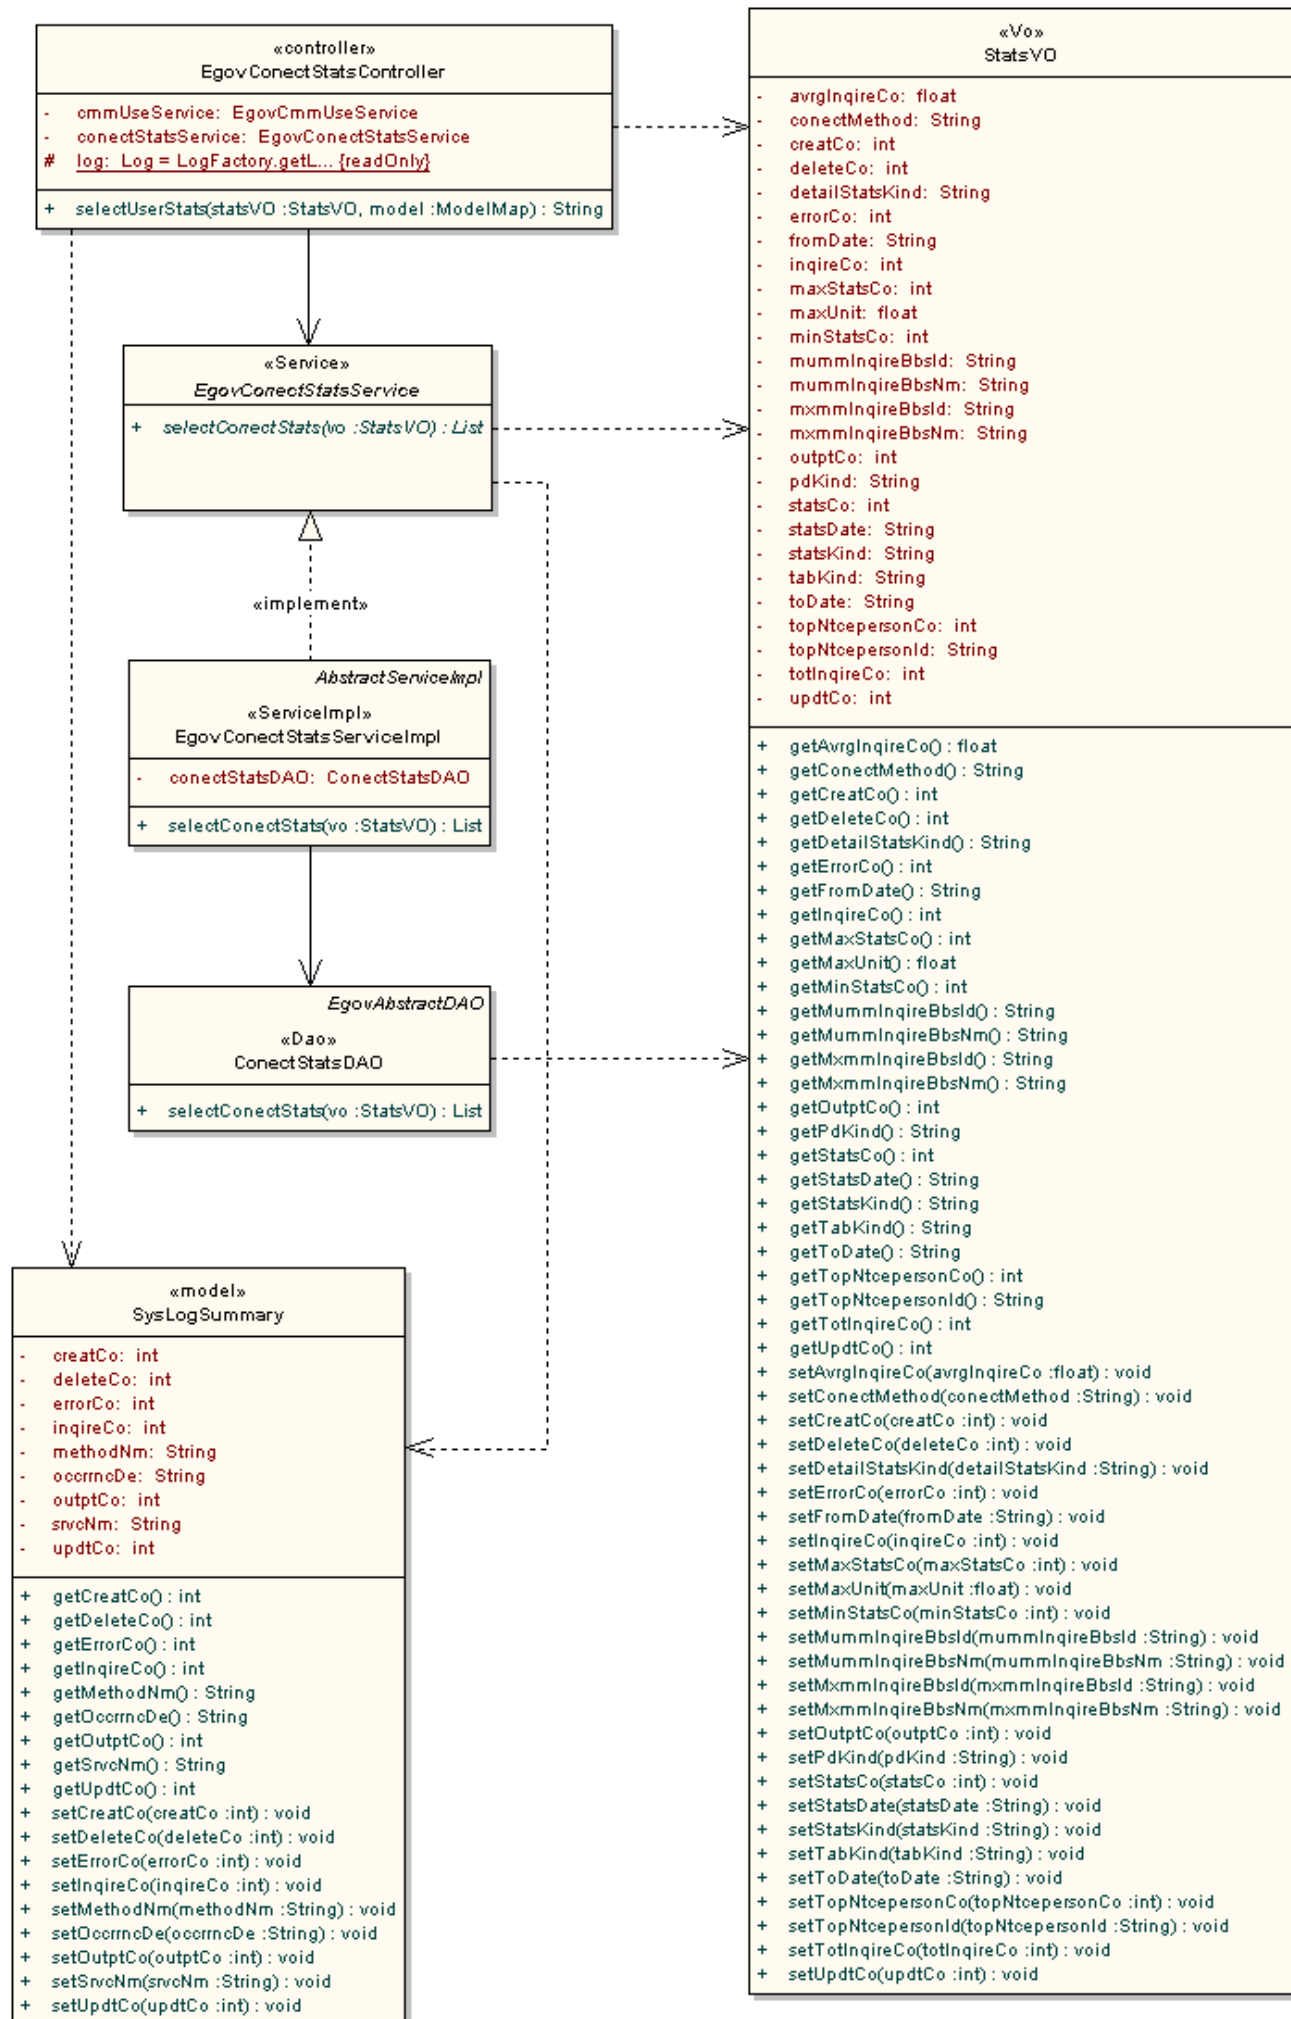 «controller»
EgovConectStatsController
- cmmUseService: EgovCmmUseService
- conectStatsService: EgovConectStatsService
# log: Log = LogFactory.getL... {readOnly}
+ selectUserStats(statsVO :StatsVO, model :ModelMap) : String
«Service»
EgovConectStatsService
+ selectConectStats(vo :StatsVO) : List
«implement»
AbstractServiceImpl
«ServiceImpl»
EgovConectStatsServiceImpl
- conectStatsDAO: ConectStatsDAO
+ selectConectStats(vo :StatsVO) : List
EgovAbstractDAO
«Dao»
ConectStatsDAO
+ selectConectStats(vo :StatsVO) : List
«model»
SysLogSummary
- creatCo: int
- deleteCo: int
- errorCo: int
- inqireCo: int
- methodNm: String
- occrrncDe: String
- outptCo: int
- srvcNm: String
- updtCo: int
+ getCreatCo() : int
+ getDeleteCo() : int
+ getErrorCo() : int
+ getInqireCo() : int
+ getMethodNm() : String
+ getOccrrncDe() : String
+ getOutptCo() : int
+ getSrvcNm() : String
+ getUpdtCo() : int
+ setCreatCo(creatCo :int) : void
+ setDeleteCo(deleteCo :int) : void
+ setErrorCo(errorCo :int) : void
+ setInqireCo(inqireCo :int) : void
+ setMethodNm(methodNm :String) : void
+ setOccrrncDe(occrrncDe :String) : void
+ setOutptCo(outptCo :int) : void
+ setSrvcNm(srvcNm :String) : void
+ setUpdtCo(updtCo :int) : void
«Vo»
StatsVO
- avrgInqireCo: float
- conectMethod: String
- creatCo: int
- deleteCo: int
- detailStatsKind: String
- errorCo: int
- fromDate: String
- inqireCo: int
- maxStatsCo: int
- maxUnit: float
- minStatsCo: int
- mummInqireBbsId: String
- mummInqireBbsNm: String
- mxmmInqireBbsId: String
- mxmmInqireBbsNm: String
- outptCo: int
- pdKind: String
- statsCo: int
- statsDate: String
- statsKind: String
- tabKind: String
- toDate: String
- topNtcepersonCo: int
- topNtcepersonId: String
- totInqireCo: int
- updtCo: int
+ getAvrgInqireCo() : float
+ getConectMethod() : String
+ getCreatCo() : int
+ getDeleteCo() : int
+ getDetailStatsKind() : String
+ getErrorCo() : int
+ getFromDate() : String
+ getInqireCo() : int
+ getMaxStatsCo() : int
+ getMaxUnit() : float
+ getMinStatsCo() : int
+ getMummInqireBbsId() : String
+ getMummInqireBbsNm() : String
+ getMxmmInqireBbsId() : String
+ getMxmmInqireBbsNm() : String
+ getOutptCo() : int
+ getPdKind() : String
+ getStatsCo() : int
+ getStatsDate() : String
+ getStatsKind() : String
+ getTabKind() : String
+ getToDate() : String
+ getTopNtcepersonCo() : int
+ getTopNtcepersonId() : String
+ getTotInqireCo() : int
+ getUpdtCo() : int
+ setAvrgInqireCo(avrgInqireCo :float) : void
+ setConectMethod(conectMethod :String) : void
+ setCreatCo(creatCo :int) : void
+ setDeleteCo(deleteCo :int) : void
+ setDetailStatsKind(detailStatsKind :String) : void
+ setErrorCo(errorCo :int) : void
+ setFromDate(fromDate :String) : void
+ setInqireCo(inqireCo :int) : void
+ setMaxStatsCo(maxStatsCo :int) : void
+ setMaxUnit(maxUnit :float) : void
+ setMinStatsCo(minStatsCo :int) : void
+ setMummInqireBbsId(mummInqireBbsId :String) : void
+ setMummInqireBbsNm(mummInqireBbsNm :String) : void
+ setMxmmInqireBbsId(mxmmInqireBbsId :String) : void
+ setMxmmInqireBbsNm(mxmmInqireBbsNm :String) : void
+ setOutptCo(outptCo :int) : void
+ setPdKind(pdKind :String) : void
+ setStatsCo(statsCo :int) : void
+ setStatsDate(statsDate :String) : void
+ setStatsKind(statsKind :String) : void
+ setTabKind(tabKind :String) : void
+ setToDate(toDate :String) : void
+ setTopNtcepersonCo(topNtcepersonCo :int) : void
+ setTopNtcepersonId(topNtcepersonId :String) : void
+ setTotInqireCo(totInqireCo :int) : void
+ setUpdtCo(updtCo :int) : void